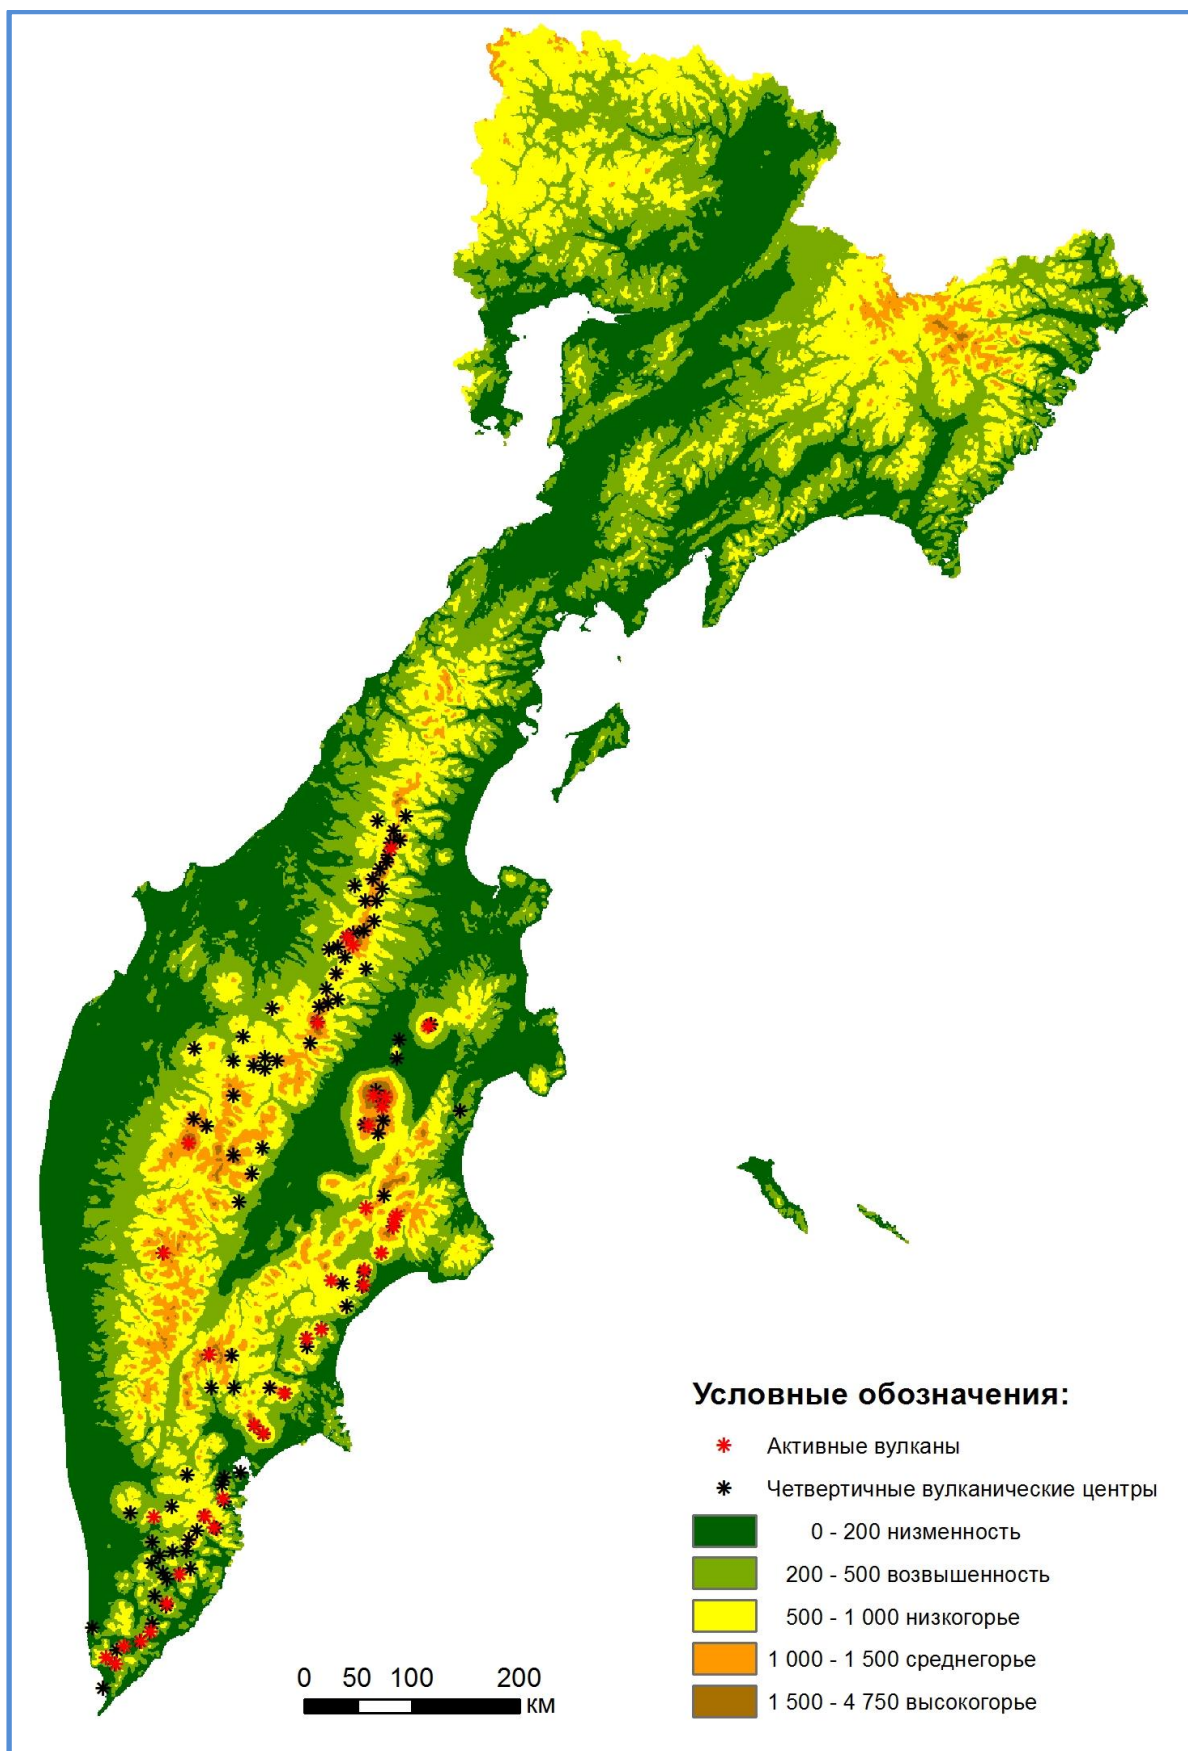 Условные обозначения:
Активные вулканы
Четвертичные вулканические центры
0 - 200 низменность
200 - 500 возвышенность
500 - 1 000 низкогорье
1 000 - 1 500 среднегорье
1 500 - 4 750 высокогорье
0 50 100 200
КМ